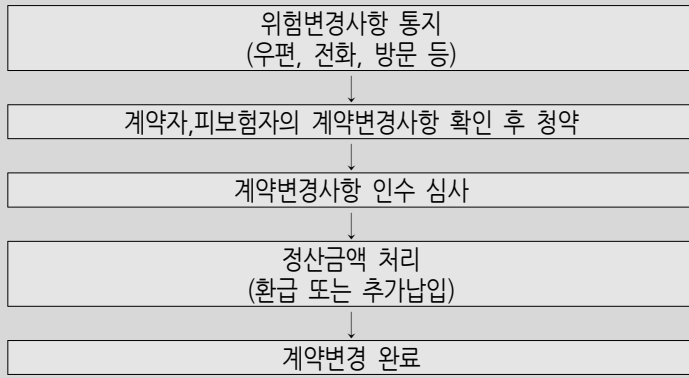 위험변경사항 통지
(우편, 전화, 방문 등)
계약자,피보험자의 계약변경사항 확인 후 청약
계약변경사항 인수 심사
정산금액 처리
(환급 또는 추가납입)
계약변경 완료